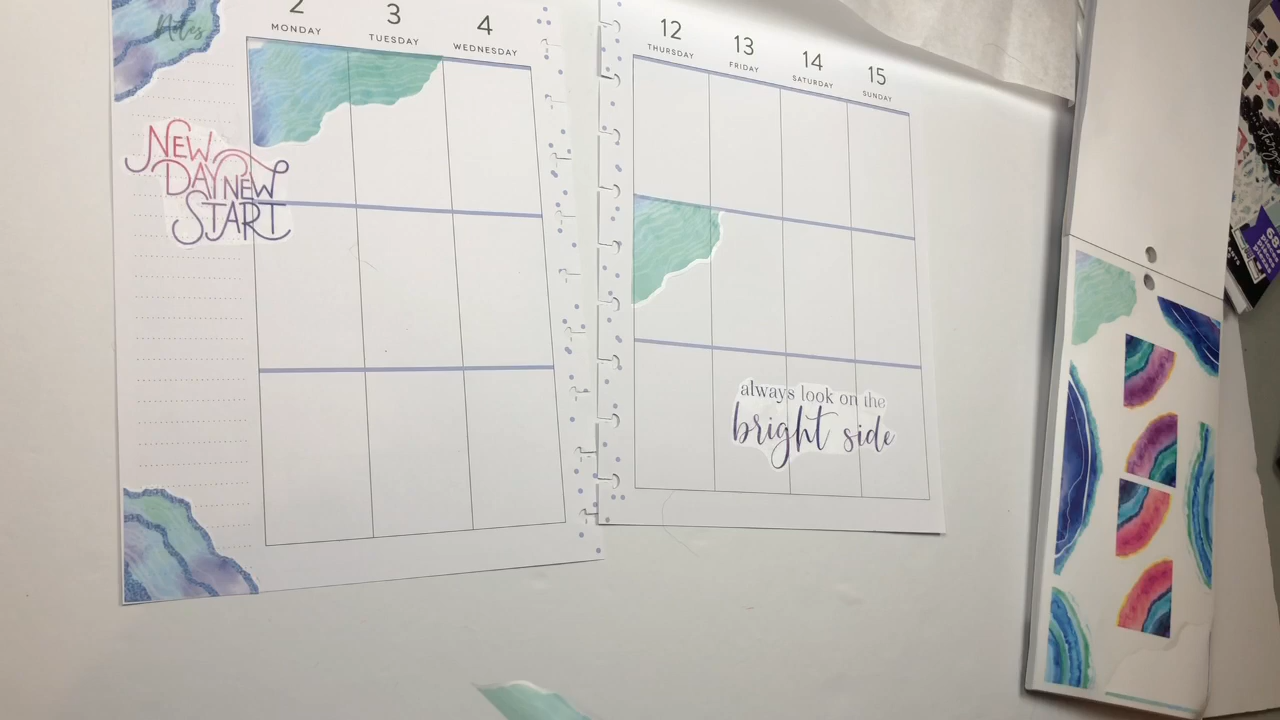 Notes
2 3 4
MONDAY TUESDAY WEDNESDAY
NEW
DAY NEW
START
12 13 14 15
THURSDAY FRIDAY SATURDAY SUNDAY
always look on the
bright side